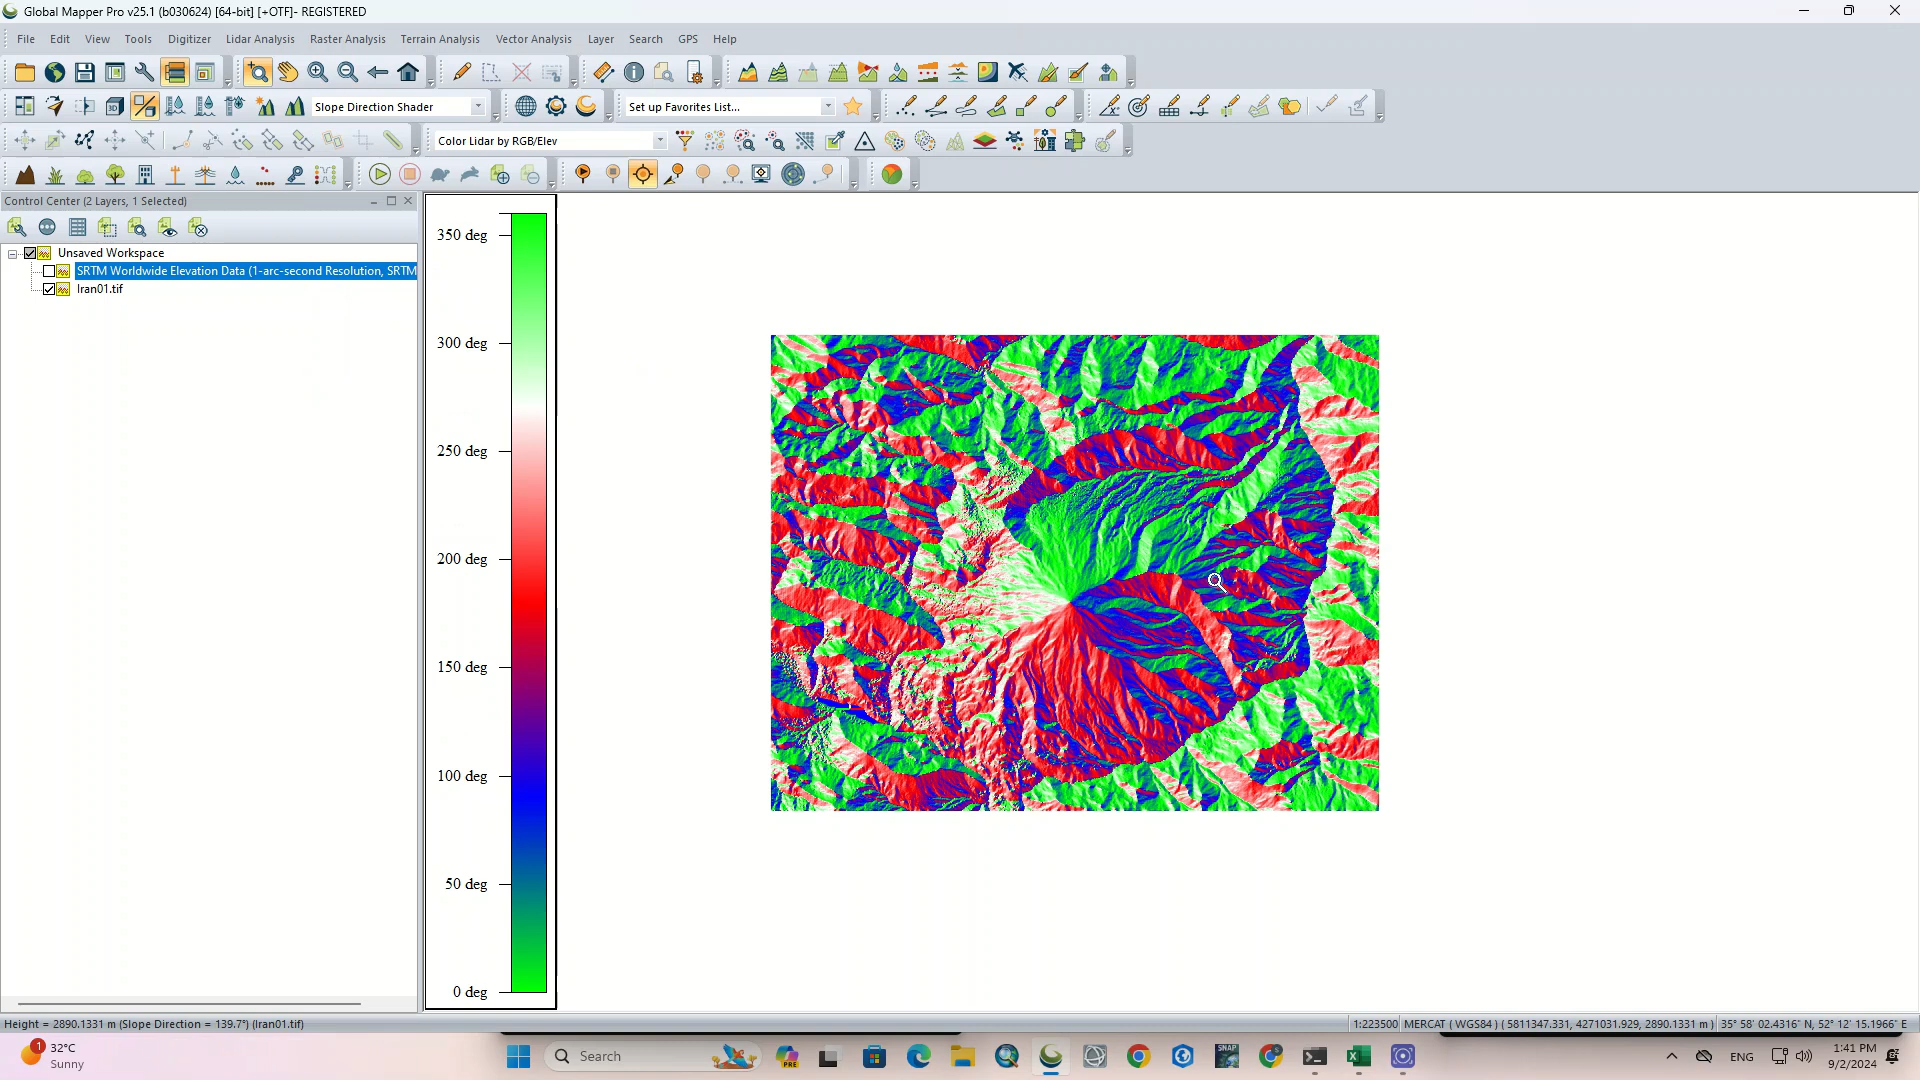 Global Mapper Pro v25.1 (b030624) [64-bit] [+OTF]- REGISTERED
File Edit View Tools Digitizer Lidar Analysis Raster Analysis Terrain Analysis Vector Analysis Layer Search GPS Help
3D Slope Direction Shader Set up Favorites List...
Color Lidar by RGB/Elev
Control Center (2 Layers, 1 Selected)
Unsaved Workspace
SRTM Worldwide Elevation Data (1-arc-second Resolution, SRTM
Iran01.tif
350 deg
300 deg
250 deg
200 deg
150 deg
100 deg
50 deg
0 deg
Height = 2890.1331 m (Slope Direction = 139.7°) (Iran01.tif)
1:223500 MERCAT ( WGS84 ) ( 5811347.331, 4271031.929, 2890.1331 m ) 35° 58' 02.4316" N, 52° 12' 15.1966" E
1
32°C
Sunny
Search
PRE
SNAP
ENG
1:41 PM
9/2/2024